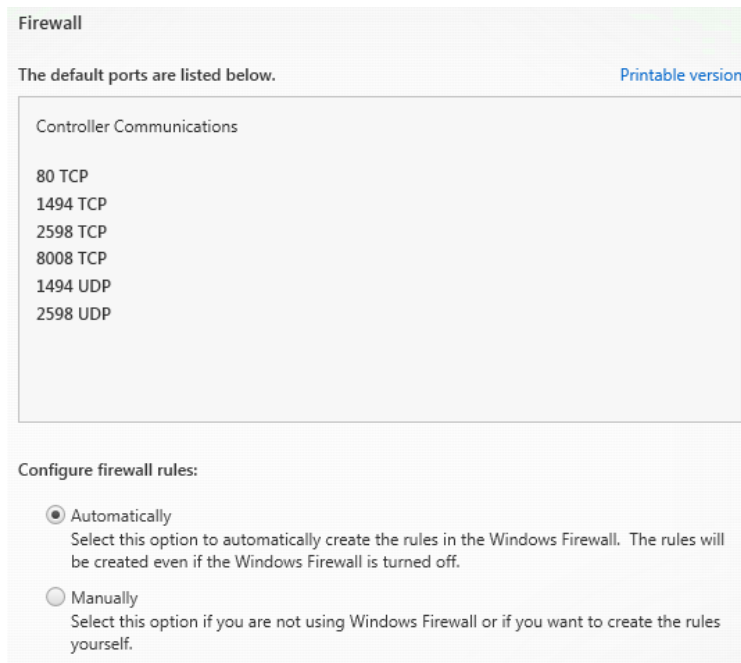 Firewall
The default ports are listed below. Printable version
Controller Communications
80 TCP
1494 TCP
2598 TCP
8008 TCP
1494 UDP
2598 UDP
Configure firewall rules:
Automatically
Select this option to automatically create the rules in the Windows Firewall. The rules will
be created even if the Windows Firewall is turned off.
Manually
Select this option if you are not using Windows Firewall or if you want to create the rules
yourself.